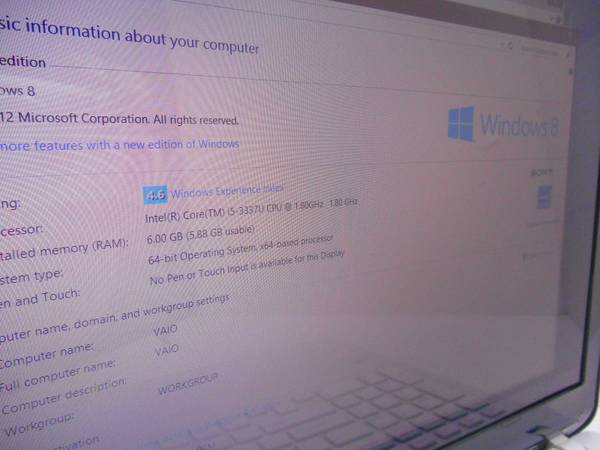 sic information about your computer
edition
ows 8
12 Microsoft Corporation. All rights reserved.
more features with a new edition of Windows
Windows 8
ng:
4.6 Windows Experience Index
cessor:
Intel(R) Core(TM) i5-3337U CPU @ 1.80GHz 1.80 GHz
talled memory (RAM):
6.00 GB (5.88 GB usable)
stem type:
64-bit Operating System, x64-based processor
en and Touch:
No Pen or Touch Input is available for this Display
puter name, domain, and workgroup settings
Computer name:
VAIO
Full computer name:
VAIO
Computer description:
Workgroup:
WORKGROUP
tivation